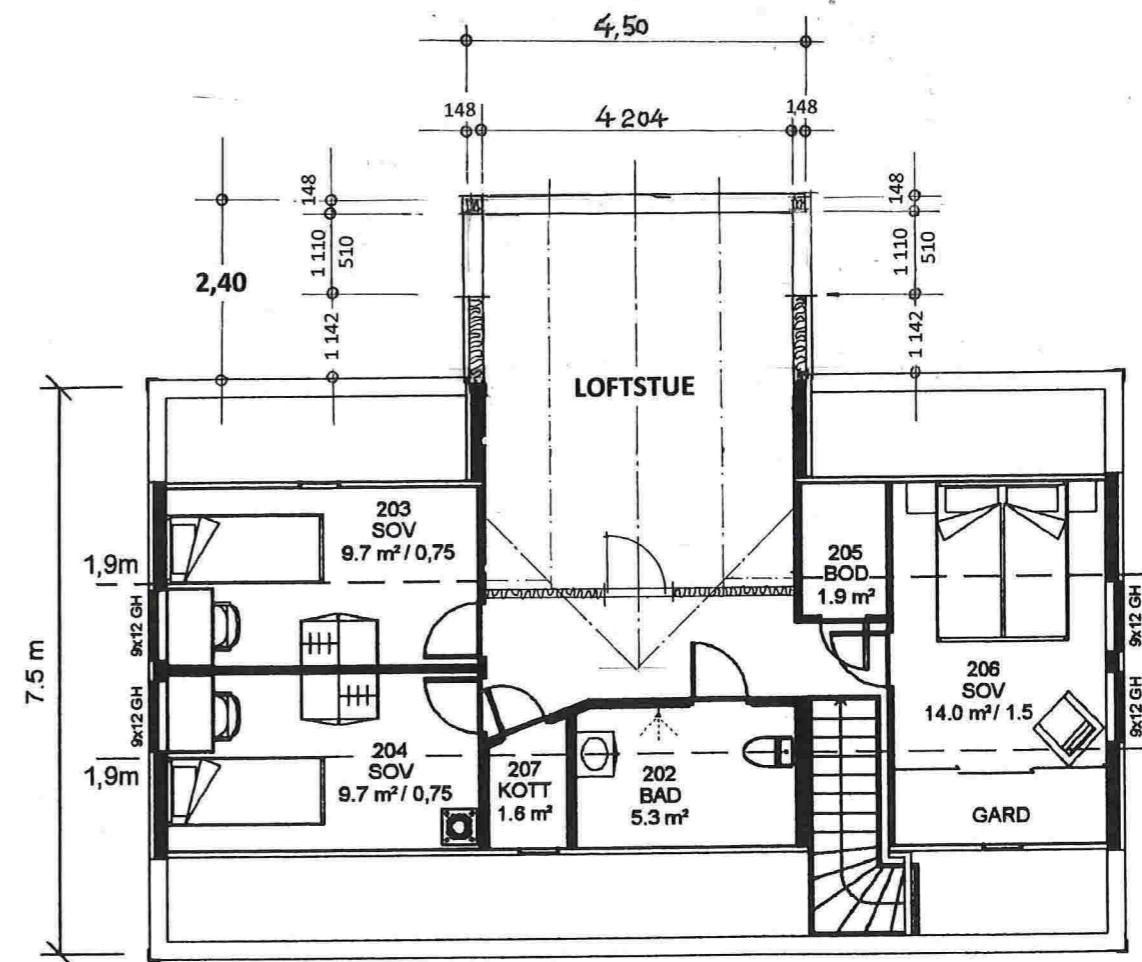 4,50
148
4 204
148
148
1 110
510
2,40
1 142
148
1 110
510
1 142
LOFTSTUE
203
SOV
9.7 m² / 0,75
205
BOD
1.9 m²
1,9m
9x12 GH
9x12 GH
7.5 m
206
SOV
14.0 m²/ 1.5
9x12 GH
9x12 GH
204
SOV
9.7 m² / 0,75
1,9m
207
KOTT
1.6 m²
202
BAD
5.3 m²
GARD